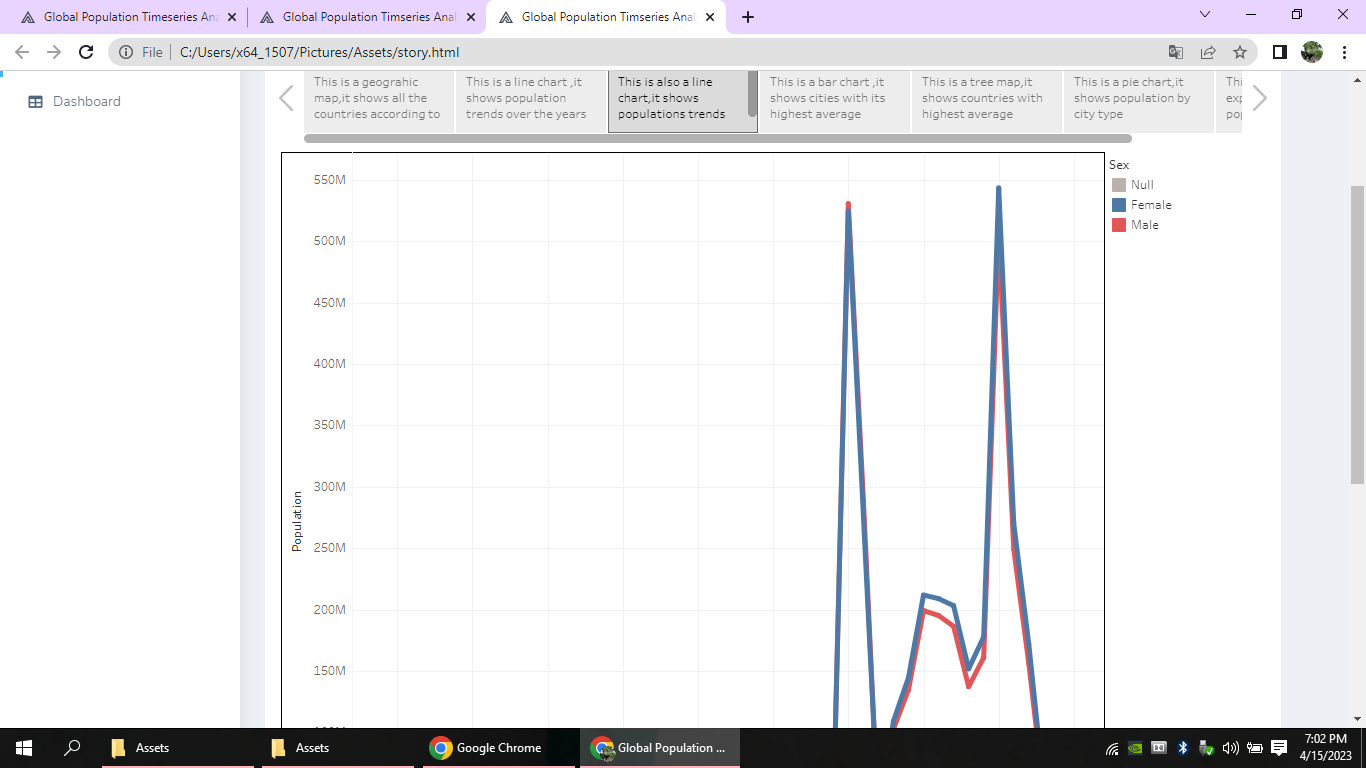 Global Population Timeseries Ana
Global Population Timseries Anal
Global Population Timseries Anal
File
C:/Users/x64_1507/Pictures/Assets/story.html
Dashboard
This is a geograhic
map,it shows all the
countries according to
This is a line chart ,it
shows population
trends over the years
This is also a line
chart,it shows
populations trends
This is a bar chart ,it
shows cities with its
highest average
This is a tree map,it
shows countries with
highest average
This is a pie chart,it
shows population by
city type
Thi
exp
po
Sex
Null
Female
Male
550M
500M
450M
400M
350M
300M
250M
200M
150M
Population
Assets
Assets
Google Chrome
Global Population ...
7:02 PM
4/15/2023